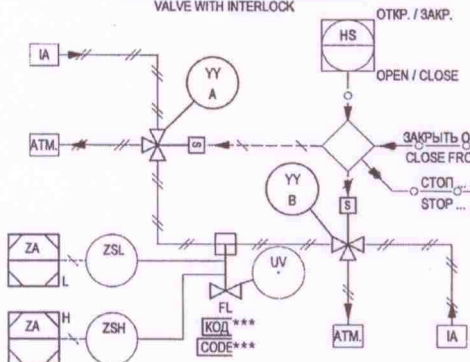 VALVE WITH INTERLOCK
ОТКР. / ЗАКР.
HS
OPEN / CLOSE
IA
YY
A
ATM.
S
ЗАКРЫТЬ О
CLOSE FRO
СТОП ...
STOP ...
YY
B
S
ZA
L
ZSL
UV
*
ZA
H
ZSH
FL
КОД ***
CODE ***
ATM.
IA